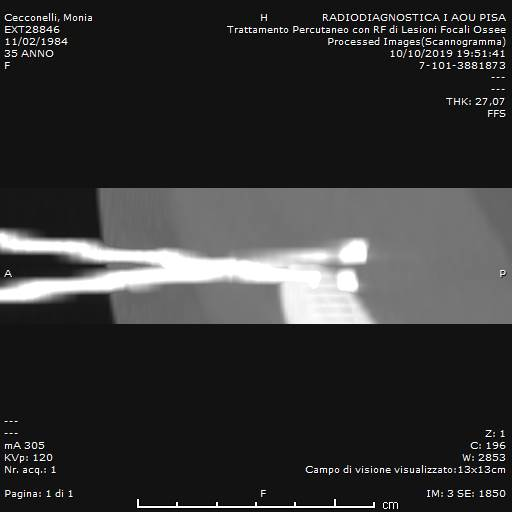 Cecconelli, Monia
EXT28846
11/02/1984
35 ANNO
F
H
RADIODIAGNOSTICA I AOU PISA
Trattamento Percutaneo con RF di Lesioni Focali Ossee
Processed Images(Scannogramma)
10/10/2019 19:51:41
7-101-3881873
---
---
THK: 27,07
FFS
A
P
---
---
mA 305
KVp: 120
Nr. acq.: 1
Pagina: 1 di 1
F
cm
Z: 1
C: 196
W: 2853
Campo di visione visualizzato:13x13cm
IM: 3 SE: 1850